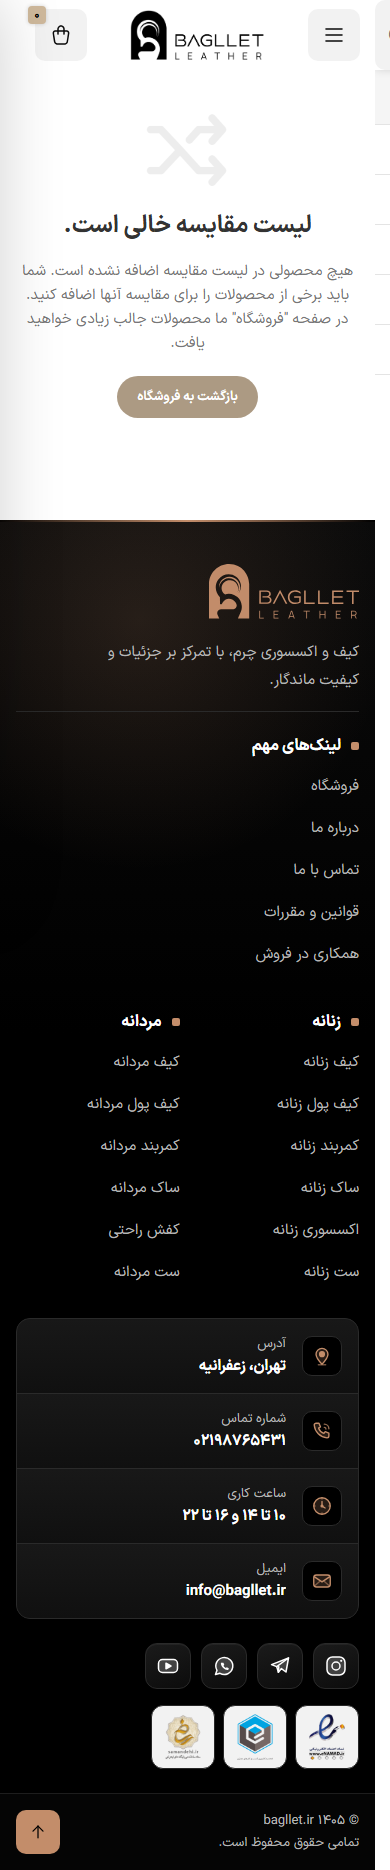 ۰
BAGLLET
LEATHER
لیست مقایسه خالی است.
هیچ محصولی در لیست مقایسه اضافه نشده است. شما
باید برخی از محصولات را برای مقایسه آنها اضافه کنید.
در صفحه "فروشگاه" ما محصولات جالب زیادی خواهید
یافت.
بازگشت به فروشگاه
BAGLLET
LEATHER
کیف و اکسسوری چرم، با تمرکز بر جزئیات و
کیفیت ماندگار.
لینک‌های مهم
فروشگاه
درباره ما
تماس با ما
قوانین و مقررات
همکاری در فروش
زنانه
کیف زنانه
کیف پول زنانه
کمربند زنانه
ساک زنانه
اکسسوری زنانه
ست زنانه
مردانه
کیف مردانه
کیف پول مردانه
کمربند مردانه
ساک مردانه
کفش راحتی
ست مردانه
آدرس
تهران، زعفرانیه
شماره تماس
۰۲۱۹۸۷۶۵۴۳۱
ساعت کاری
۱۰ تا ۱۴ و ۱۶ تا ۲۲
ایمیل
info@bagllet.ir
www.eNAMAD.ir
samandehi.ir
© ۱۴۰۵ bagllet.ir
تمامی حقوق محفوظ است.